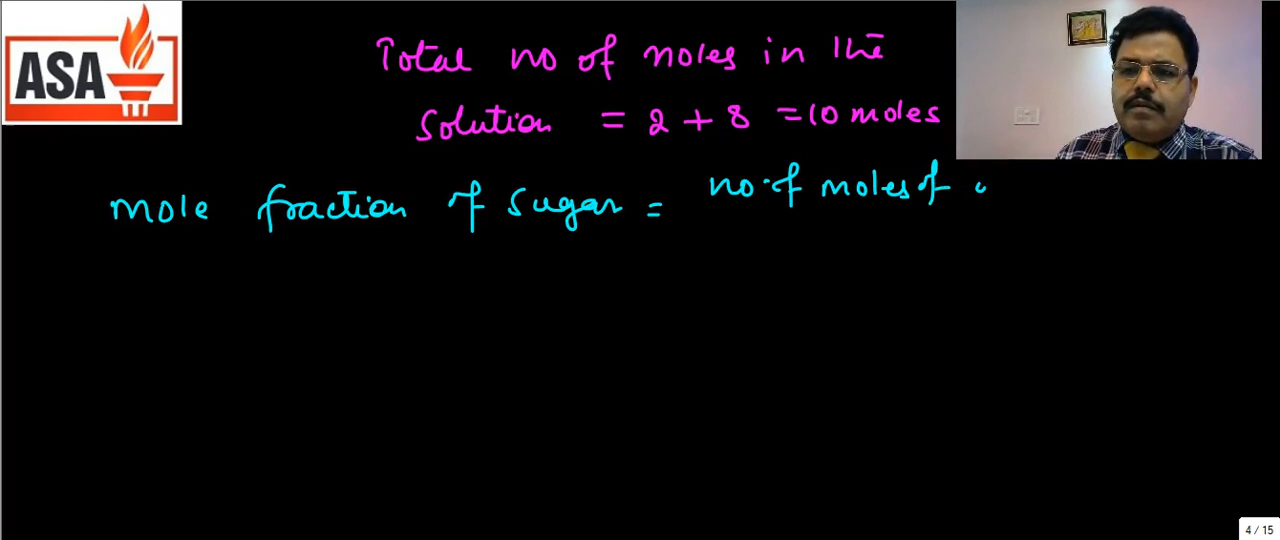 ASA
Total no of moles in the
Solution = 2 + 8 = 10 moles
mole fraction of sugar = no. of moles of
4 / 15